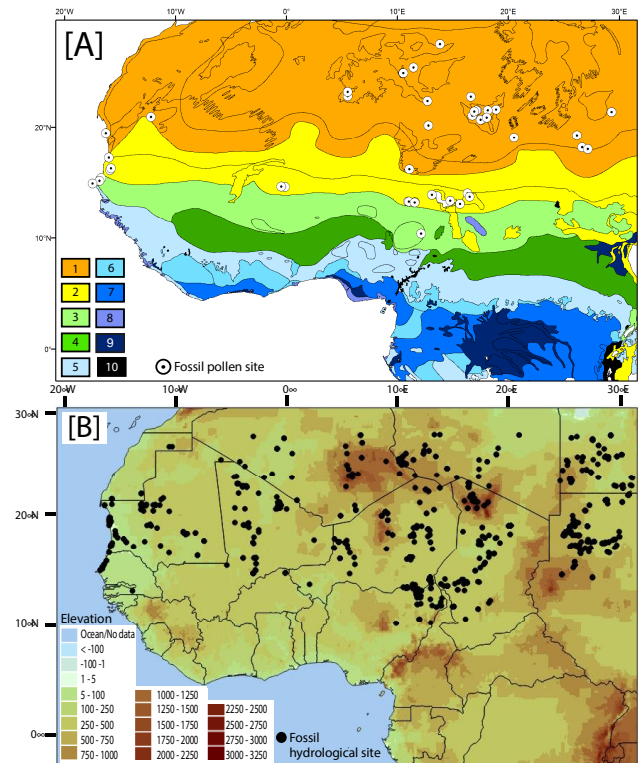 20°W 10°W 0° 10°E 20°E 30°E
[A]
20°N
10°N
0°
1 6
2 7
3 8
4 9
5 10
Fossil pollen site
20∞W 10∞W 0∞ 10∞E 20∞E 30∞E
30∞N
[B]
20∞N
10∞N
0∞
Elevation
Ocean/No data
< -100
-100 -1
1 - 5
5 - 100
100 - 250
250 - 500
500 - 750
750 - 1000
1000 - 1250
1250 - 1500
1500 - 1750
1750 - 2000
2000 - 2250
2250 - 2500
2500 - 2750
2750 - 3000
3000 - 3250
Fossil
hydrological site